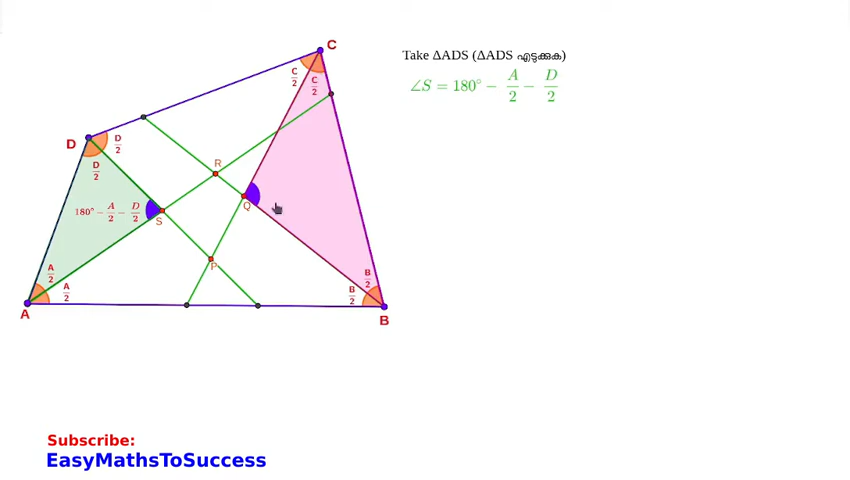 C
Take ΔADS (ΔADS എടുക്കുക)
∠S = 180° − A/2 − D/2
C/2
C/2
D
D/2
D/2
R
180° − A/2 − D/2
S
Q
P
A/2
A/2
B/2
B/2
A
B
Subscribe:
EasyMathsToSuccess